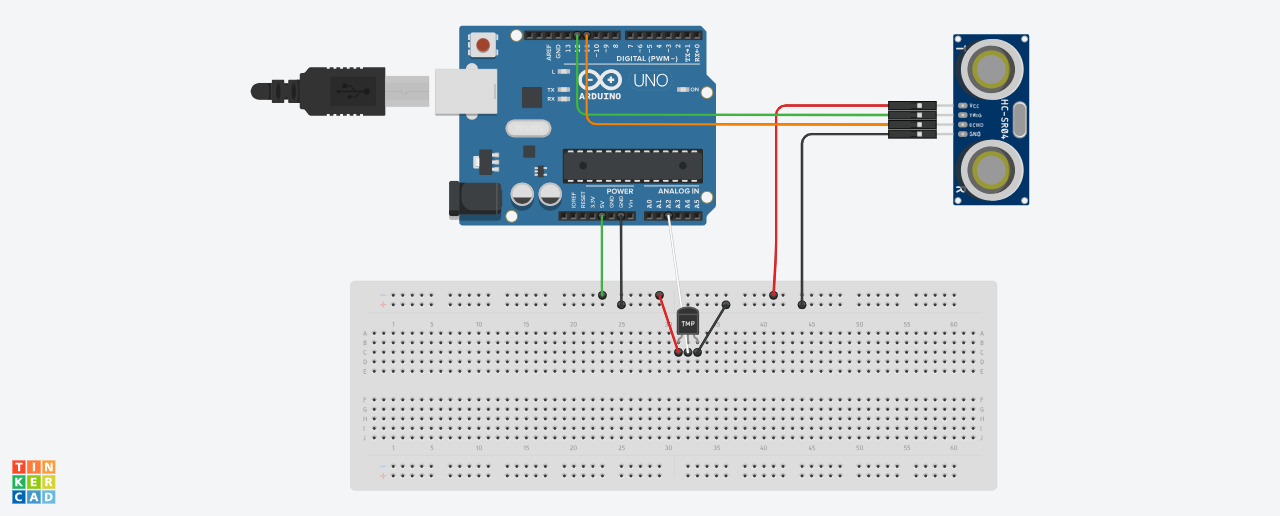 AREF
GND
13
~10
~9
8
7
~6
~5
4
~3
2
TX→1
RX←0
DIGITAL (PWM~)
L
TX
RX
UNO
ARDUINO
ON
POWER
ANALOG IN
IOREF
RESET
3.3V
5V
GND
GND
Vin
A0
A1
A2
A3
A4
A5
T
VCC
TRIG
ECHO
GND
HC-SR04
R
TMP
1 5 10 15 20 25 35 40 45 50 55 60
A A
B B
C C
D D
E E
F F
G G
H H
I I
J J
1 5 10 15 20 25 30 35 40 45 50 55 60
TIN
KER
CAD